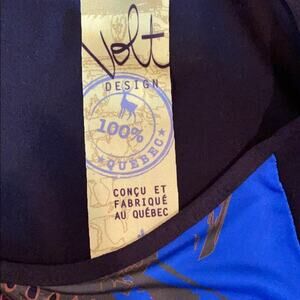 Volt
DESIGN
100%
QUÉBEC
CONÇU ET
FABRIQUÉ
AU QUÉBEC